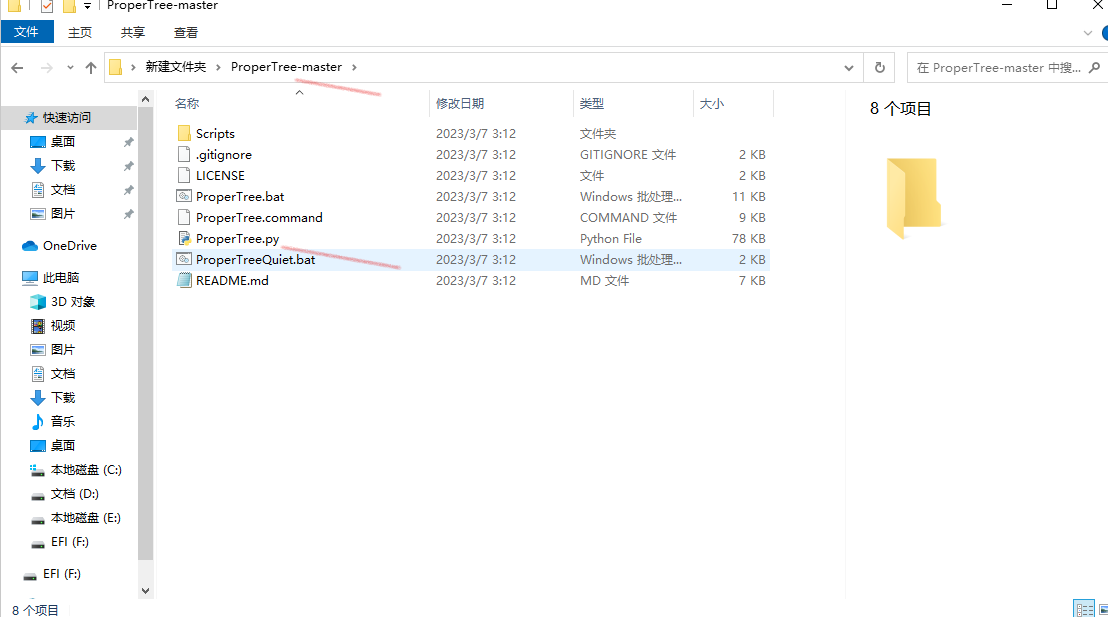 ProperTree-master
文件 主页 共享 查看
新建文件夹 ProperTree-master 在 ProperTree-master 中搜...
名称 修改日期 类型 大小
Scripts 2023/3/7 3:12 文件夹
.gitignore 2023/3/7 3:12 GITIGNORE 文件 2 KB
LICENSE 2023/3/7 3:12 文件 2 KB
ProperTree.bat 2023/3/7 3:12 Windows 批处理... 11 KB
ProperTree.command 2023/3/7 3:12 COMMAND 文件 9 KB
ProperTree.py 2023/3/7 3:12 Python File 78 KB
ProperTreeQuiet.bat 2023/3/7 3:12 Windows 批处理... 2 KB
README.md 2023/3/7 3:12 MD 文件 7 KB
快速访问
桌面
下载
文档
图片
OneDrive
此电脑
3D 对象
视频
图片
文档
下载
音乐
桌面
本地磁盘 (C:)
文档 (D:)
本地磁盘 (E:)
EFI (F:)
EFI (F:)
8 个项目
8 个项目